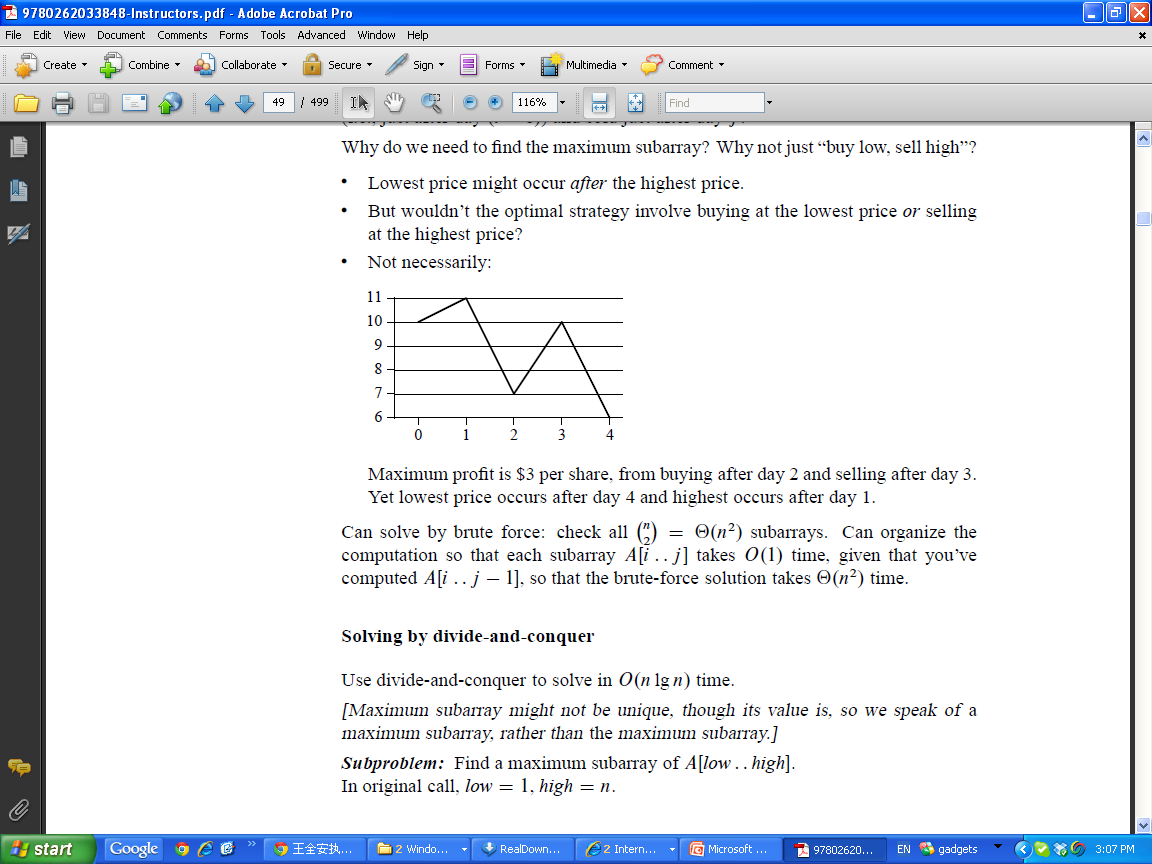 9780262033848-Instructors.pdf - Adobe Acrobat Pro
File Edit View Document Comments Forms Tools Advanced Window Help
Create Combine Collaborate Secure Sign Forms Multimedia Comment
49 / 499 116% Find
Why do we need to find the maximum subarray? Why not just “buy low, sell high”?
• Lowest price might occur after the highest price.
• But wouldn’t the optimal strategy involve buying at the lowest price or selling
at the highest price?
• Not necessarily:
11
10
9
8
7
6
0 1 2 3 4
Maximum profit is $3 per share, from buying after day 2 and selling after day 3.
Yet lowest price occurs after day 4 and highest occurs after day 1.
Can solve by brute force: check all (n 2) = Θ(n²) subarrays. Can organize the
computation so that each subarray A[i . . j] takes O(1) time, given that you’ve
computed A[i . . j − 1], so that the brute-force solution takes Θ(n²) time.
Solving by divide-and-conquer
Use divide-and-conquer to solve in O(n lg n) time.
[Maximum subarray might not be unique, though its value is, so we speak of a
maximum subarray, rather than the maximum subarray.]
Subproblem: Find a maximum subarray of A[low . . high].
In original call, low = 1, high = n.
start Google 王全安执... 2 Windo... RealDown... 2 Intern... Microsoft ... 97802620... EN gadgets 3:07 PM